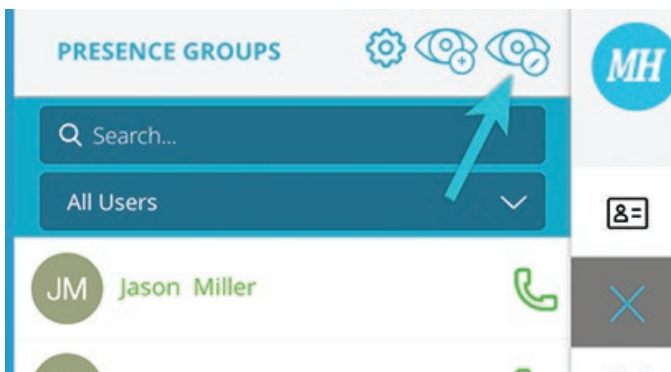 PRESENCE GROUPS
MH
Search...
All Users
JM
Jason Miller